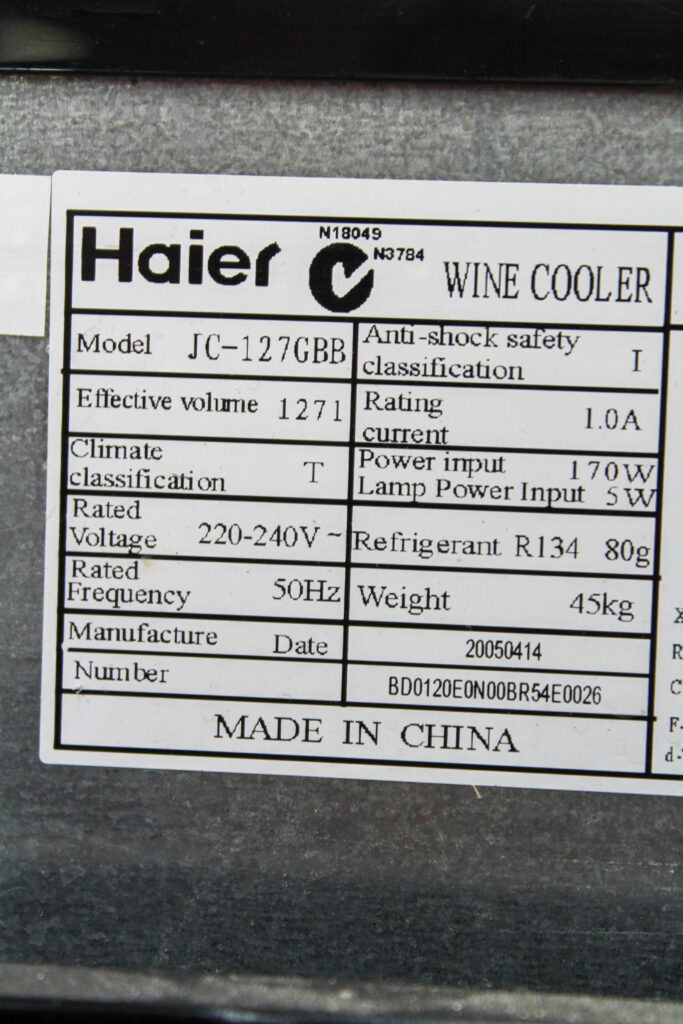 Haier
N18049
N3784
WINE COOLER
Model JC-127GBB
Anti-shock safety
classification I
Effective volume 127l
Rating
current 1.0A
Climate
classification T
Power input 170W
Lamp Power Input 5W
Rated
Voltage 220-240V ~
Refrigerant R134 80g
Rated
Frequency 50Hz
Weight 45kg
Manufacture Date 20050414
Number BD0120E0N00BR54E0026
MADE IN CHINA
R
C
F-
d-